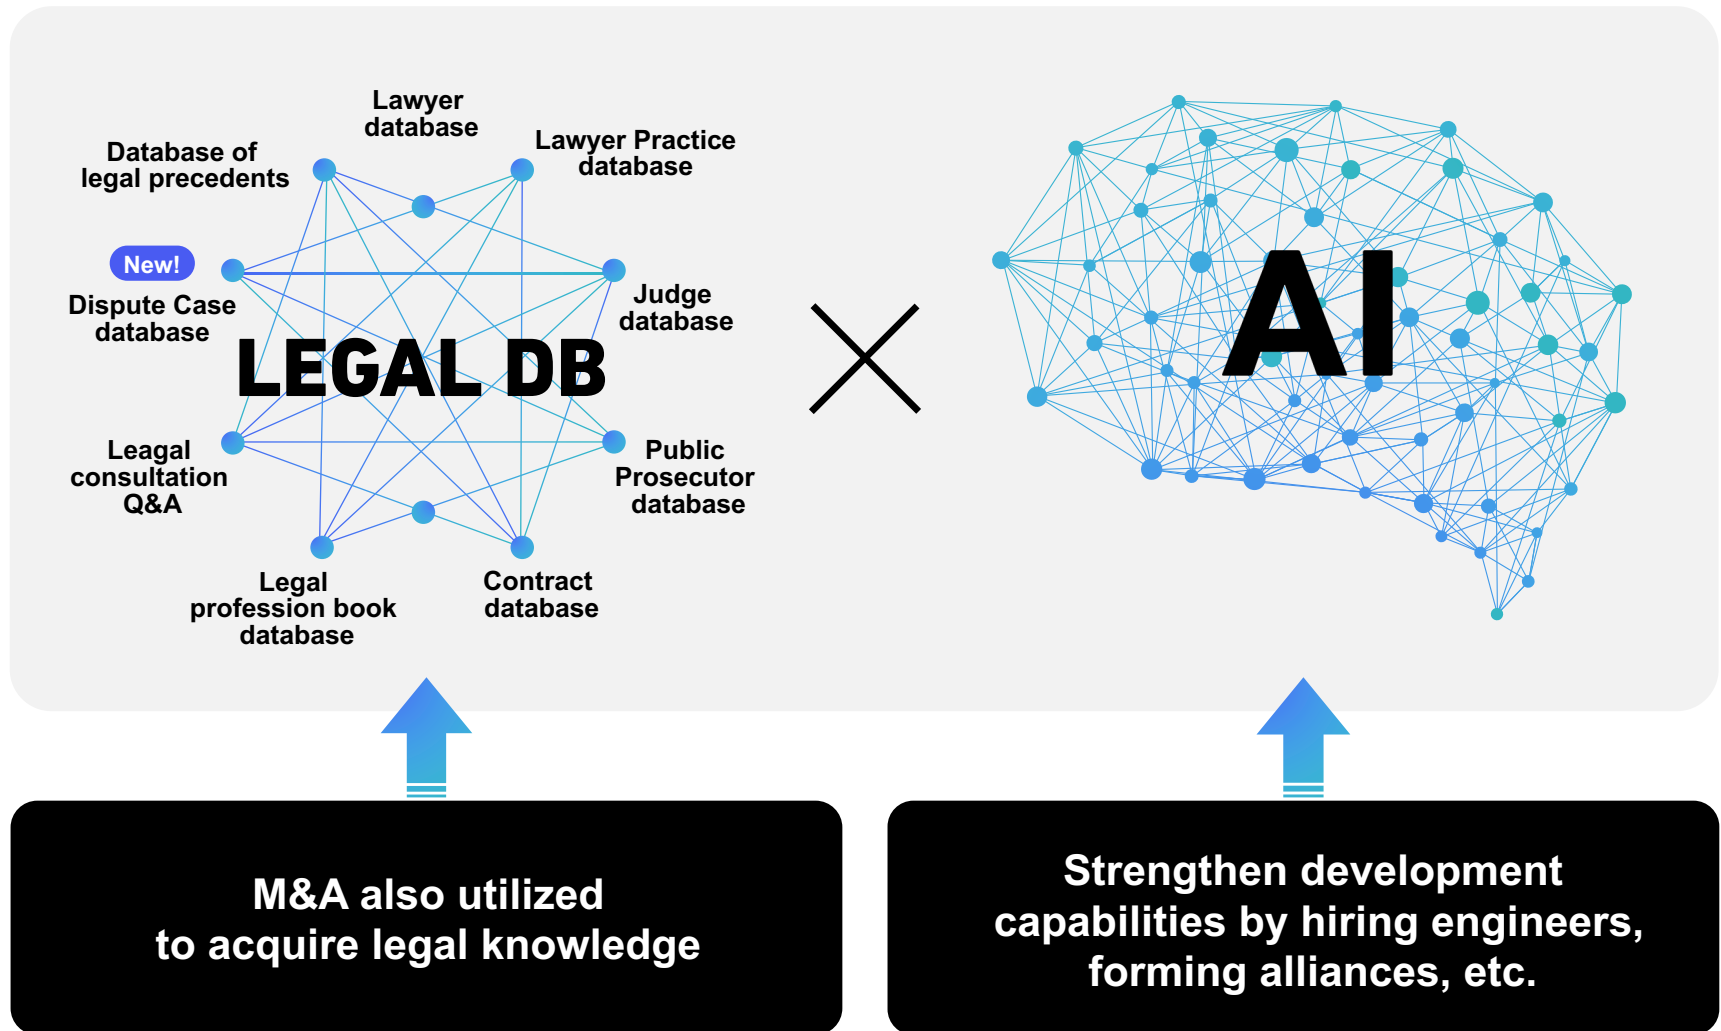 Lawyer
database
Lawyer Practice
database
Database of
legal precedents
New!
Dispute Case
database
Judge
database
LEGAL DB
AI
Leagal
consultation
Q&A
Public
Prosecutor
database
Legal
profession book
database
Contract
database
M&A also utilized
to acquire legal knowledge
Strengthen development
capabilities by hiring engineers,
forming alliances, etc.